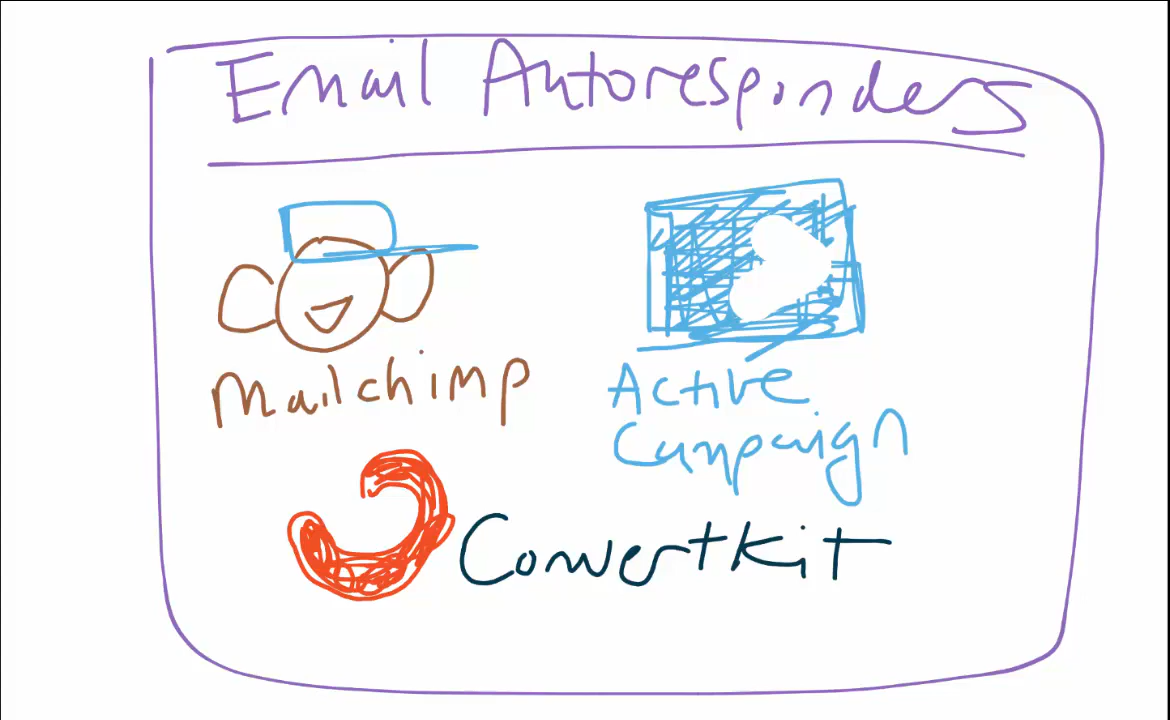 Email Autoresponders
Mailchimp
Active
Campaign
Convertkit